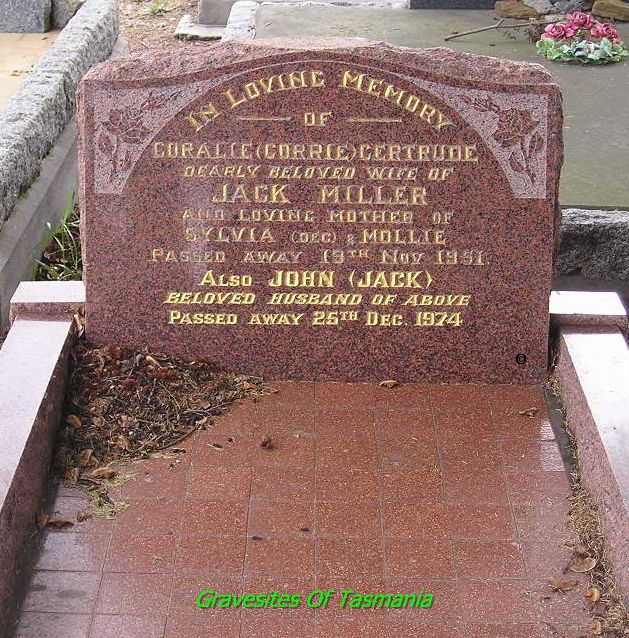 IN LOVING MEMORY
OF
CORALIE (CORRIE) GERTRUDE
DEARLY BELOVED WIFE OF
JACK MILLER
AND LOVING MOTHER OF
SYLVIA (DEC) & MOLLIE
PASSED AWAY 19TH NOV 1951
ALSO JOHN (JACK)
BELOVED HUSBAND OF ABOVE
PASSED AWAY 25TH DEC. 1974
Gravesites Of Tasmania